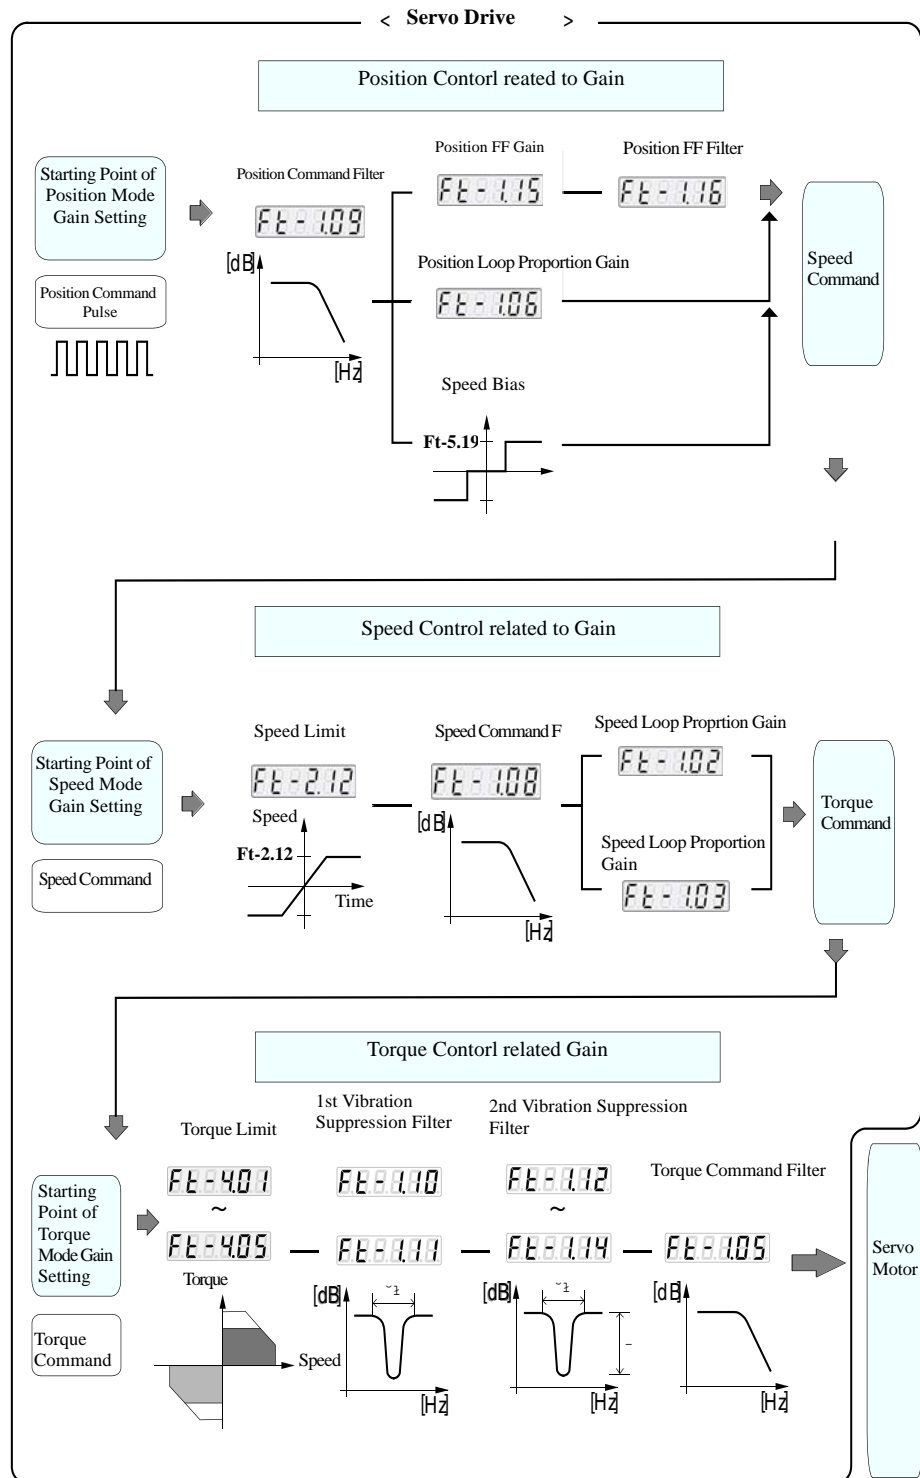 < Servo Drive >
Position Contorl reated to Gain
Starting Point of
Position Mode
Gain Setting
Position Command
Pulse
Position Command Filter
Ft-1.09
[dB]
[Hz]
Position FF Gain
Ft-1.15
Position FF Filter
Ft-1.16
Position Loop Proportion Gain
Ft-1.06
Speed Bias
Ft-5.19
Speed
Command
Speed Control related to Gain
Starting Point of
Speed Mode
Gain Setting
Speed Command
Speed Limit
Ft-2.12
Speed
Ft-2.12
Time
Speed Command F
Ft-1.08
[dB]
[Hz]
Speed Loop Proprtion Gain
Ft-1.02
Speed Loop Proportion
Gain
Ft-1.03
Torque
Command
Torque Contorl related Gain
Starting
Point of
Torque
Mode Gain
Setting
Torque
Command
Torque Limit
Ft-4.01
~
Ft-4.05
Torque
Speed
1st Vibration
Suppression Filter
Ft-1.10
Ft-1.11
[dB]
[Hz]
2nd Vibration Suppression
Filter
Ft-1.12
~
Ft-1.14
[dB]
[Hz]
Torque Command Filter
Ft-1.05
[dB]
[Hz]
Servo
Motor